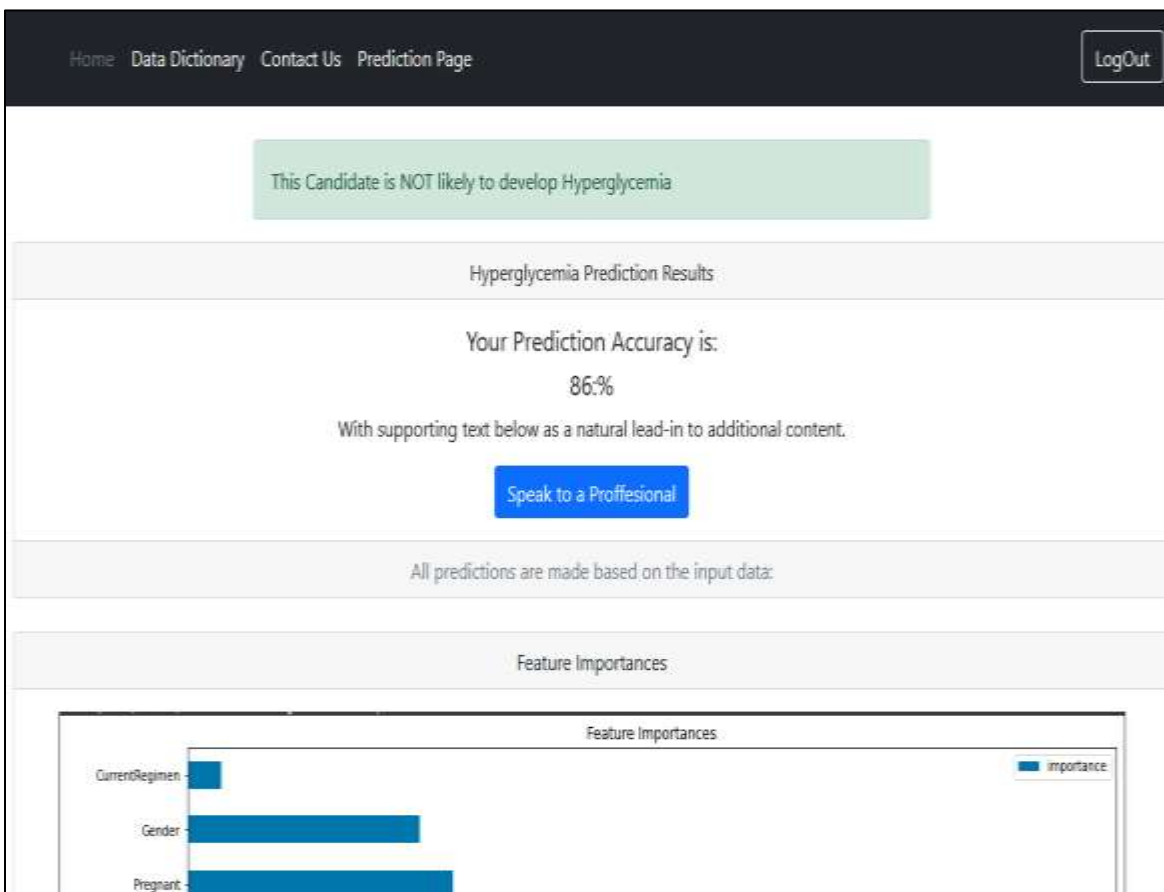 Home Data Dictionary Contact Us Prediction Page LogOut
This Candidate is NOT likely to develop Hyperglycemia
Hyperglycemia Prediction Results
Your Prediction Accuracy is:
86:%
With supporting text below as a natural lead-in to additional content.
Speak to a Proffesional
All predictions are made based on the input data:
Feature Importances
Feature Importances
importance
CurrentRegimen
Gender
Pregnant